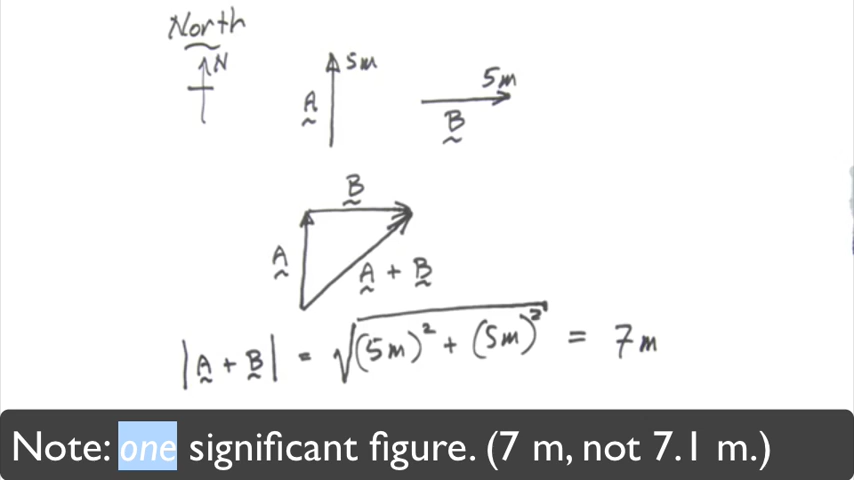 North
N
5m
A
5m
B
B
A
A + B
|A + B| = √(5m)² + (5m)² = 7m
Note: one significant figure. (7 m, not 7.1 m.)